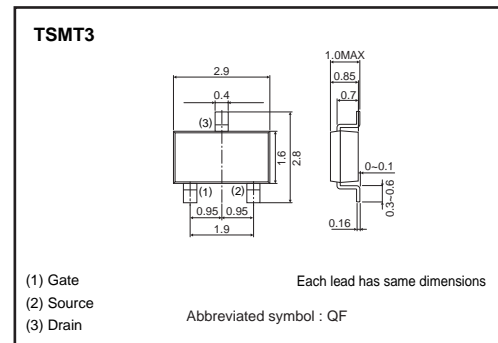 TSMT3
1.0MAX
2.9
0.85
0.4
0.7
(3)
1.6
2.8
0~0.1
(1)
(2)
0.3~0.6
0.95
0.95
0.16
1.9
(1) Gate
Each lead has same dimensions
(2) Source
Abbreviated symbol : QF
(3) Drain